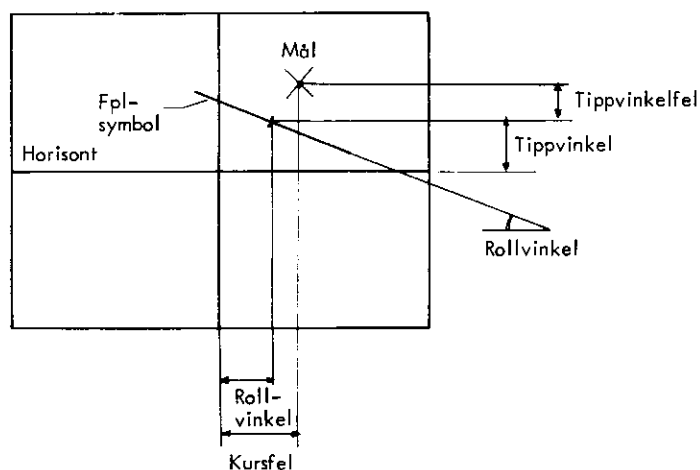 Mål
Fpl-
symbol
Tippvinkelfel
Tippvinkel
Horisont
Rollvinkel
Roll-
vinkel
Kursfel